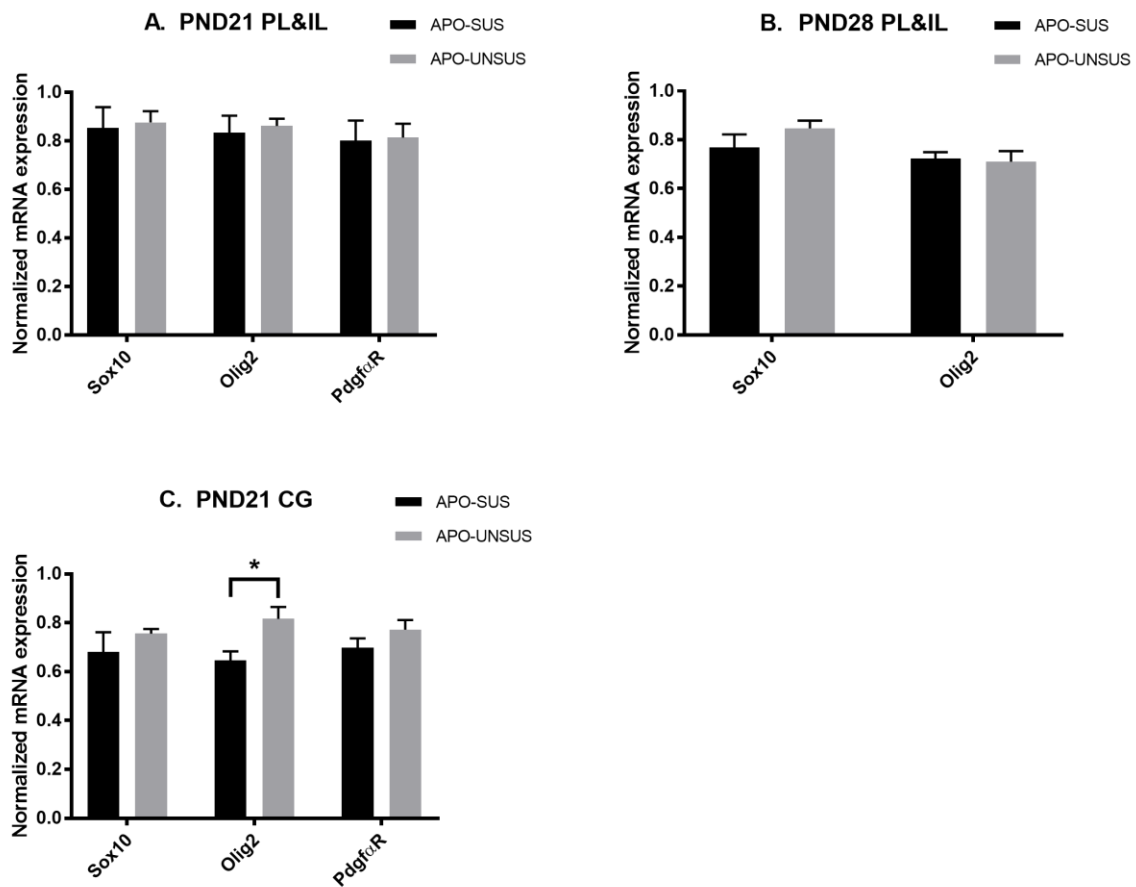 A. PND21 PL&IL
APO-SUS
APO-UNSUS
Normalized mRNA expression
1.0
0.8
0.6
0.4
0.2
0.0
Sox10
Olig2
PdgfαR
B. PND28 PL&IL
APO-SUS
APO-UNSUS
Normalized mRNA expression
1.0
0.8
0.6
0.4
0.2
0.0
Sox10
Olig2
C. PND21 CG
APO-SUS
APO-UNSUS
Normalized mRNA expression
1.0
0.8
0.6
0.4
0.2
0.0
*
Sox10
Olig2
PdgfαR